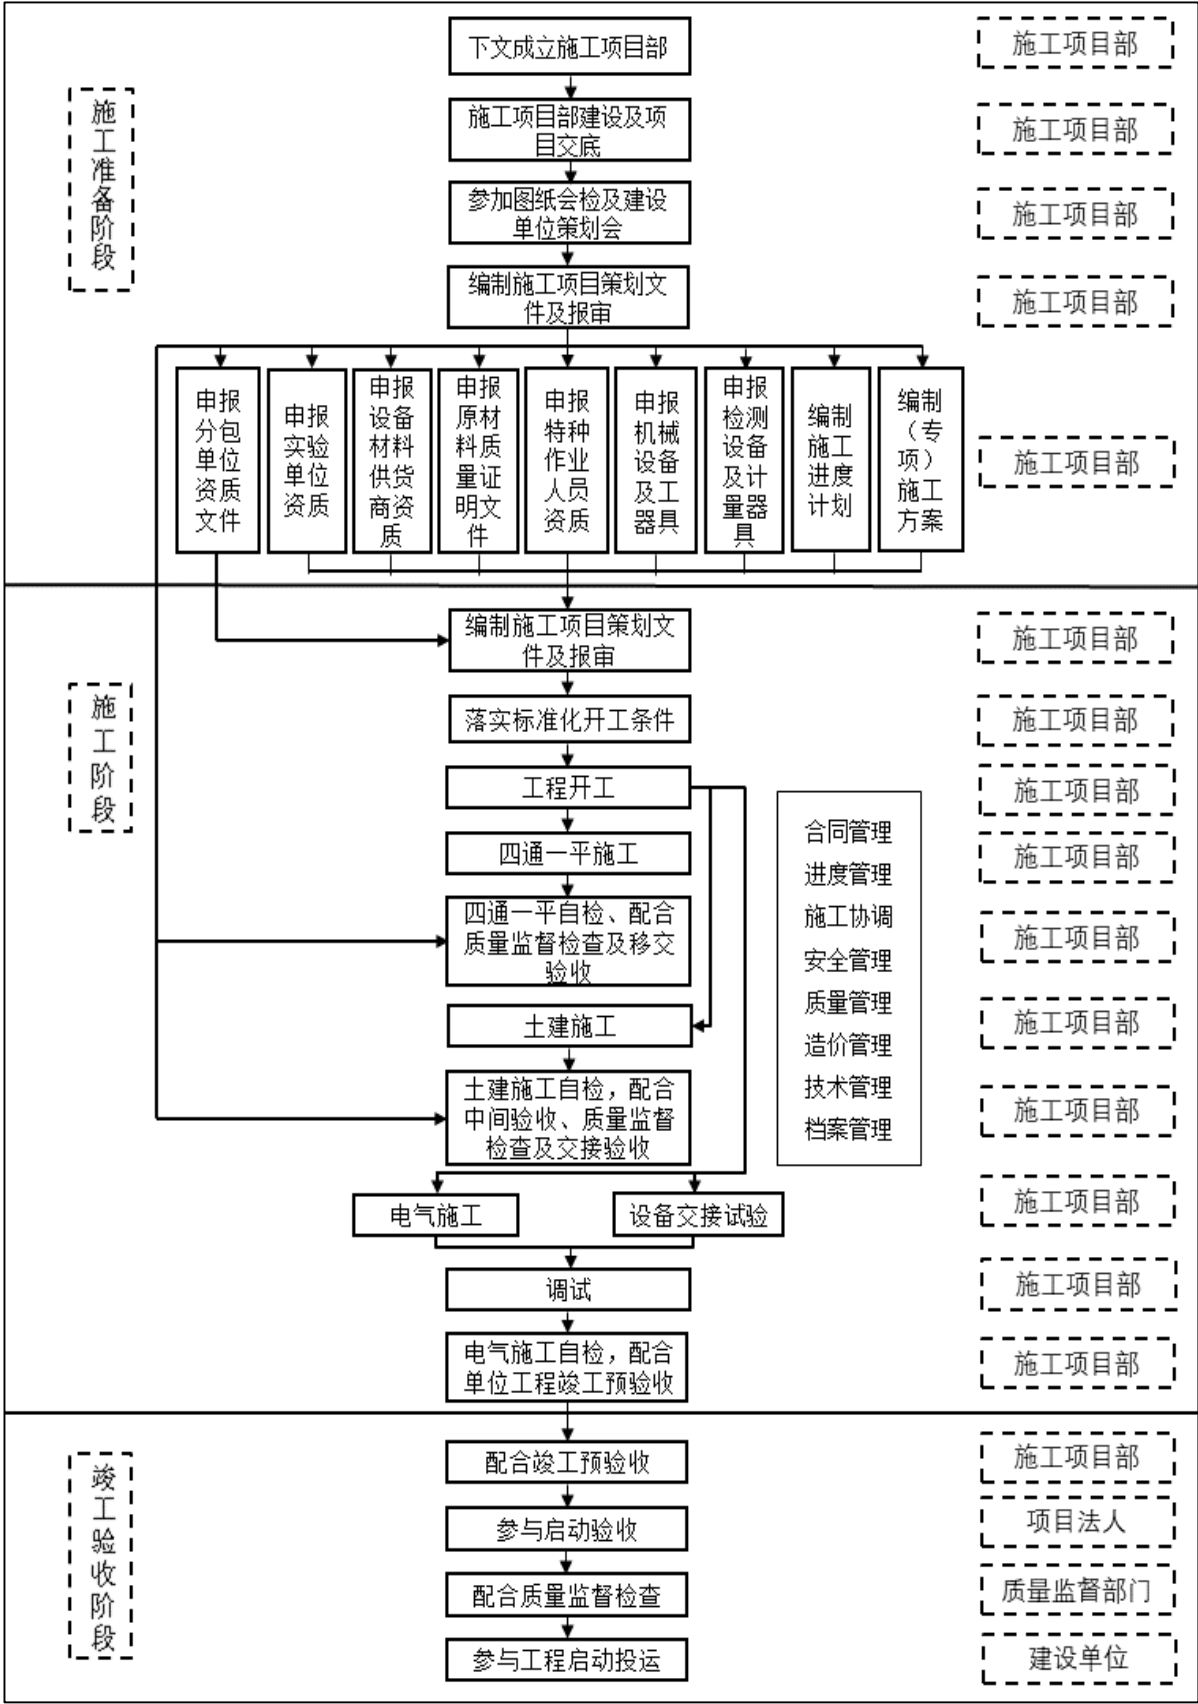 下文成立施工项目部
施工项目部
施工准备阶段
施工项目部建设及项
目交底
施工项目部
参加图纸会检及建设
单位策划会
施工项目部
编制施工项目策划文
件及报审
施工项目部
申报
分包
单位
资质
文件
申报
实验
单位
资质
申报
设备
材料
供货
商资
质
申报
原材
料质
量证
明文件
申报
特种
作业
人员
资质
申报
机械
设备
及工
器具
申报
检测
设备
及计
量器
具
编制
施工
进度
计划
编制
（专
项）
施工
方案
施工项目部
编制施工项目策划文
件及报审
施工项目部
施工阶段
落实标准化开工条件
施工项目部
工程开工
施工项目部
四通一平施工
施工项目部
四通一平自检、配合
质量监督检查及移交
验收
施工项目部
土建施工
施工项目部
土建施工自检，配合
中间验收、质量监督
检查及交接验收
施工项目部
合同管理
进度管理
施工协调
安全管理
质量管理
造价管理
技术管理
档案管理
电气施工
设备交接试验
施工项目部
调试
施工项目部
电气施工自检，配合
单位工程竣工预验收
施工项目部
竣工验收阶段
配合竣工预验收
施工项目部
参与启动验收
项目法人
配合质量监督检查
质量监督部门
参与工程启动投运
建设单位